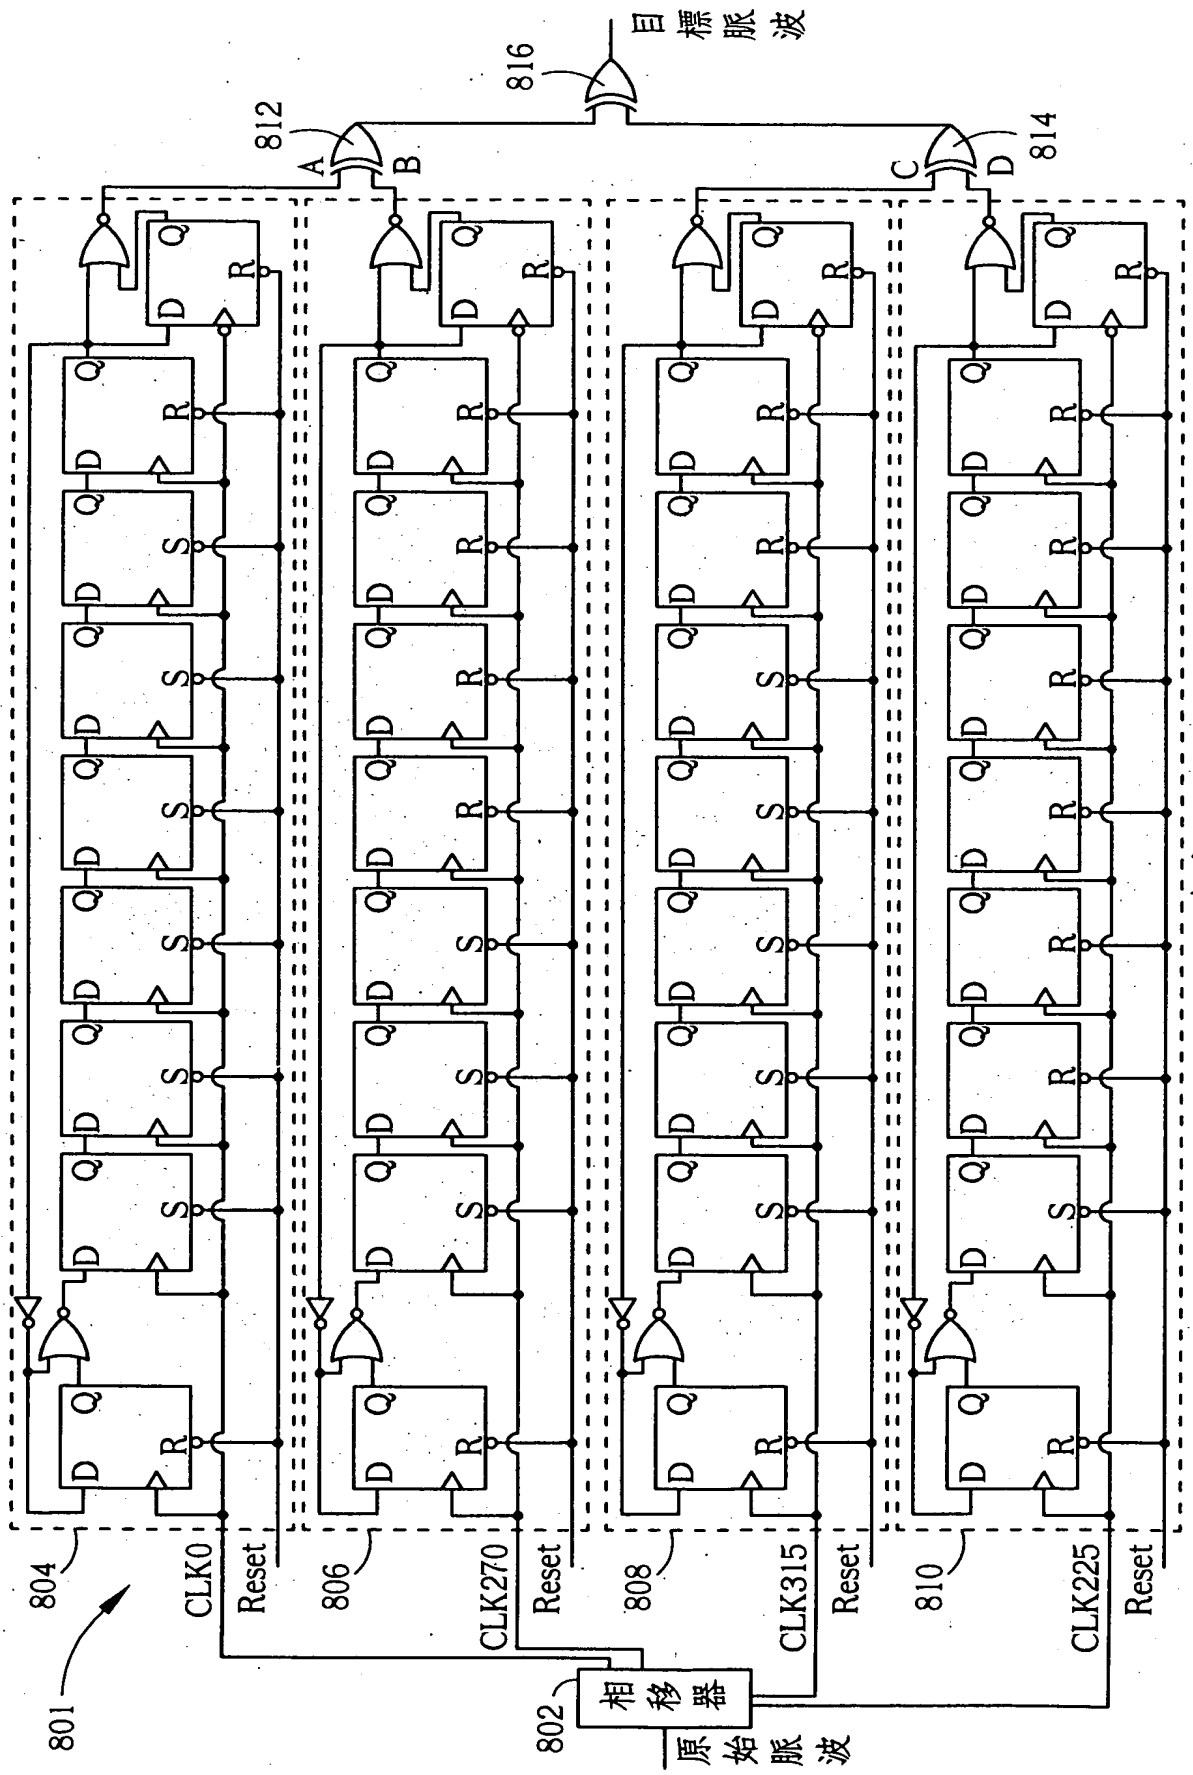 801
804
D Q D Q D Q D Q D Q D Q D Q D Q
D Q
R S S S S S S R
R
CLK0
Reset
A
812
806
D Q D Q D Q D Q D Q D Q D Q D Q
D Q
R S S S R R R R
R
CLK270
Reset
B
802
相移器
原始脈波
816
目標脈波
808
D Q D Q D Q D Q D Q D Q D Q D Q
D Q
R S S S S S R R
R
CLK315
Reset
C
814
810
D Q D Q D Q D Q D Q D Q D Q D Q
D Q
R S R R R R R R
R
CLK225
Reset
D